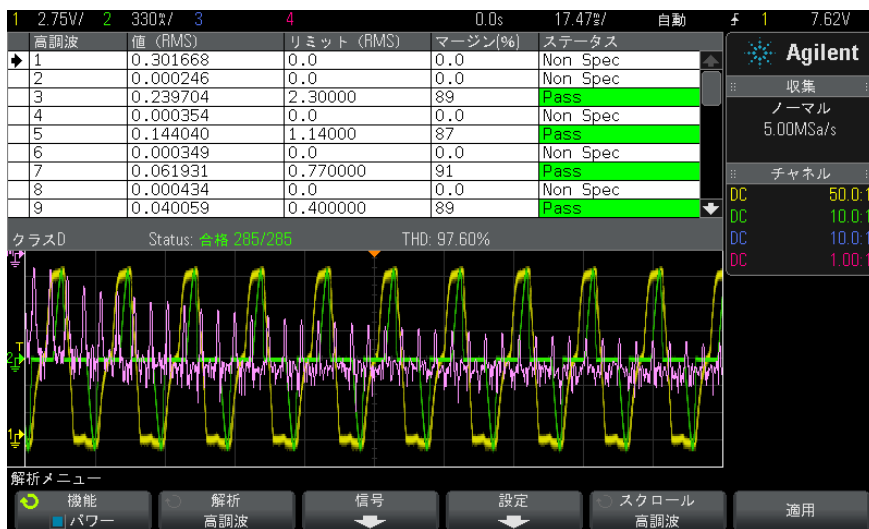 1 2.75V/ 2 330%/ 3 4 0.0s 17.47%/ 自動 1 7.62V
高調波 値 (RMS) リミット (RMS) マージン(%) ステータス
1 0.301668 0.0 0.0 Non Spec
2 0.000246 0.0 0.0 Non Spec
3 0.239704 2.30000 89 Pass
4 0.000354 0.0 0.0 Non Spec
5 0.144040 1.14000 87 Pass
6 0.000349 0.0 0.0 Non Spec
7 0.061931 0.770000 91 Pass
8 0.000434 0.0 0.0 Non Spec
9 0.040059 0.400000 89 Pass
クラスD Status: 合格 285/285 THD: 97.60%
Agilent
収集
ノーマル
5.00MSa/s
チャネル
DC 50.0:1
DC 10.0:1
DC 10.0:1
DC 1.00:1
T
2
1
解析メニュー
機能
パワー
解析
高調波
信号
設定
スクロール
高調波
適用